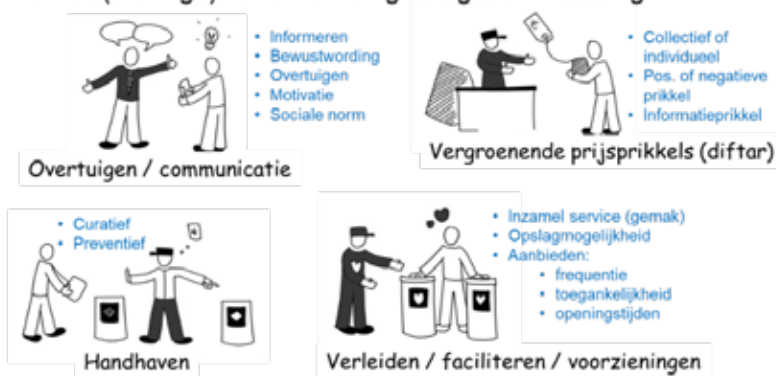 Informeren
Bewustwording
Overtuigen
Motivatie
Sociale norm
Overtuigen / communicatie
Collectief of
individueel
Pos. of negatieve
prikkel
Informatieprikkel
Vergroenende prijsprikkels (diftar)
Curatief
Preventief
Handhaven
Inzamel service (gemak)
Opslagmogelijkheid
Aanbieden:
frequentie
toegankelijkheid
openingstijden
Verleiden / faciliteren / voorzieningen